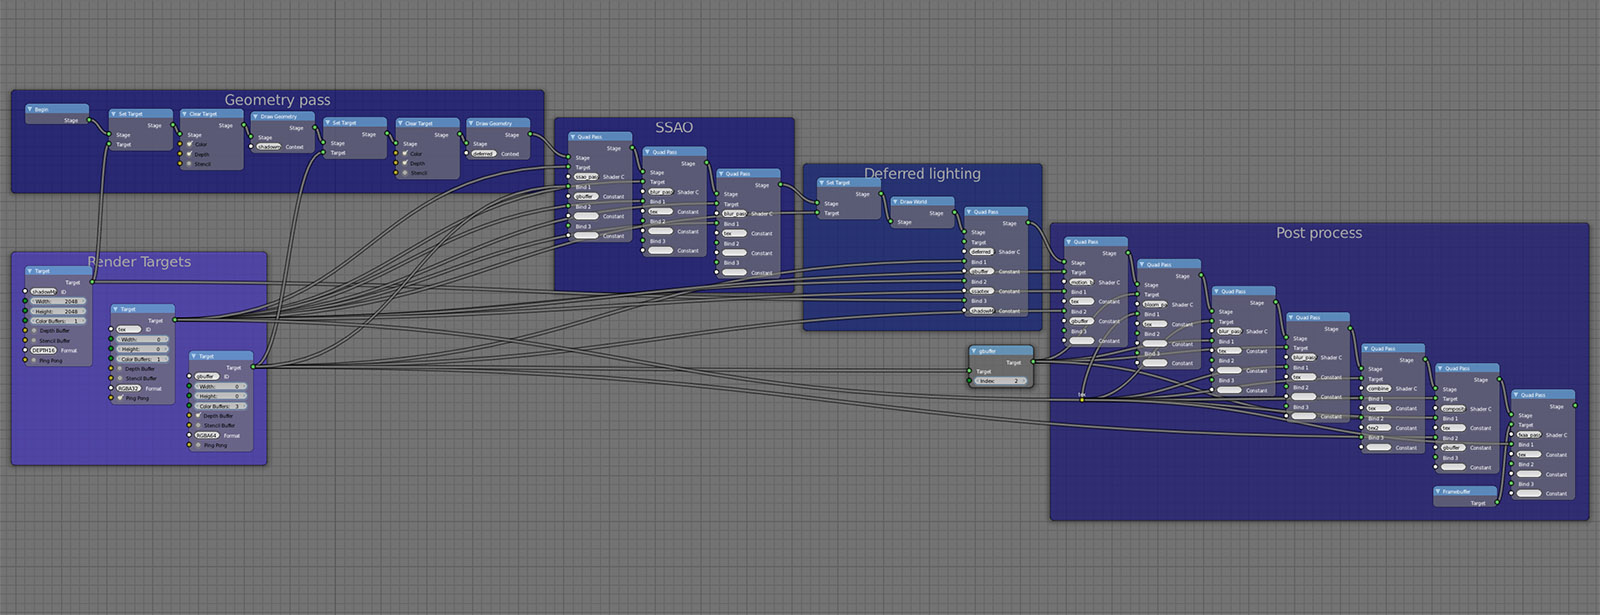 Geometry pass
Begin
Stage
Set Target
Stage
Stage
Target
Clear Target
Stage
Stage
Color
Depth
Stencil
Draw Geometry
Stage
Stage
Context
Set Target
Stage
Stage
Target
Clear Target
Stage
Stage
Color
Depth
Stencil
Draw Geometry
Stage
Stage
deferred
Context
SSAO
Quad Pass
Stage
Stage
Target
ssao_pas
Shader C
Bind 1
gbuffer
Constant
Bind 2
Constant
Bind 3
Constant
Quad Pass
Stage
Stage
Target
blur_pas
Shader C
Bind 1
tex
Constant
Bind 2
Constant
Bind 3
Constant
Quad Pass
Stage
Stage
Target
blur_pas
Shader C
Bind 1
tex
Constant
Bind 2
Constant
Bind 3
Constant
Deferred lighting
Set Target
Stage
Stage
Target
Draw World
Stage
Stage
Quad Pass
Stage
Stage
Target
deferred
Shader C
Bind 1
gbuffer
Constant
Bind 2
ssaotex
Constant
Bind 3
shadowM
Constant
Render Targets
Target
Target
shadowM
ID
Width: 2048
Height: 2048
Color Buffers: 1
Depth Buffer
Stencil Buffer
DEPTH16
Format
Ping Pong
Target
Target
tex
ID
Width: 0
Height: 0
Color Buffers: 1
Depth Buffer
Stencil Buffer
RGBA32
Format
Ping Pong
Target
Target
gbuffer
ID
Width: 0
Height: 0
Color Buffers: 3
Depth Buffer
Stencil Buffer
RGBA64
Format
Ping Pong
gbuffer
Target
Target
Index: 2
Post process
Quad Pass
Stage
Stage
Target
motion_b
Shader C
Bind 1
tex
Constant
Bind 2
gbuffer
Constant
Bind 3
Constant
Quad Pass
Stage
Stage
Target
bloom_pa
Shader C
Bind 1
tex
Constant
Bind 2
Constant
Bind 3
Constant
Quad Pass
Stage
Stage
Target
blur_pas
Shader C
Bind 1
tex
Constant
Bind 2
Constant
Bind 3
Constant
Quad Pass
Stage
Stage
Target
blur_pas
Shader C
Bind 1
tex
Constant
Bind 2
Constant
Bind 3
Constant
Quad Pass
Stage
Stage
Target
combine_
Shader C
Bind 1
tex
Constant
Bind 2
tex2
Constant
Bind 3
Constant
Quad Pass
Stage
Stage
Target
composit
Shader C
Bind 1
tex
Constant
Bind 2
gbuffer
Constant
Bind 3
Constant
Quad Pass
Stage
Stage
Target
fxaa_pas
Shader C
Bind 1
tex
Constant
Bind 2
Constant
Bind 3
Constant
Framebuffer
Target